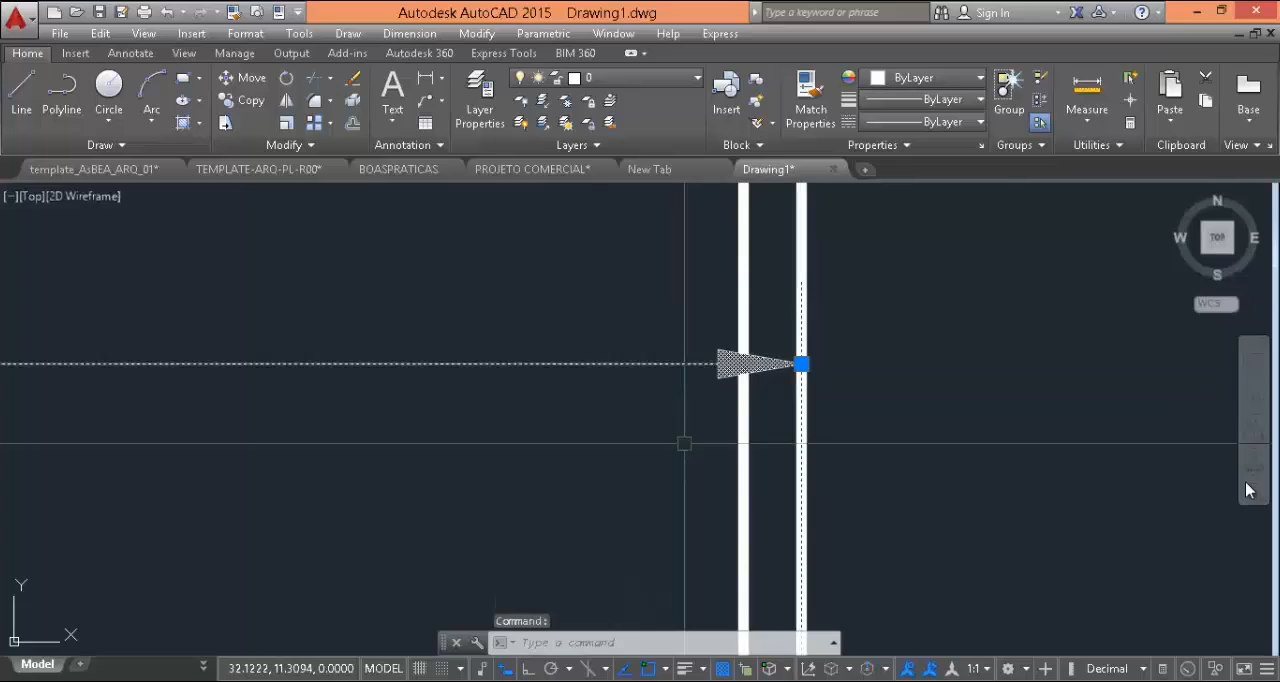 Autodesk AutoCAD 2015 Drawing1.dwg
Type a keyword or phrase
Sign In
File Edit View Insert Format Tools Draw Dimension Modify Parametric Window Help Express
Home Insert Annotate View Manage Output Add-ins Autodesk 360 Express Tools BIM 360
Move
0
ByLayer
Copy
ByLayer
Line Polyline Circle Arc Text Layer Properties Insert Match Properties Group Measure Paste Base
ByLayer
Draw Modify Annotation Layers Block Properties Groups Utilities Clipboard View
template_AsBEA_ARQ_01* TEMPLATE-ARQ-PL-R00* BOASPRATICAS PROJETO COMERCIAL* New Tab Drawing1*
[−][Top][2D Wireframe]
N
W TOP E
S
WCS
Y
X
Command:
Type a command
Model
32.1222, 11.3094, 0.0000 MODEL 1:1 Decimal